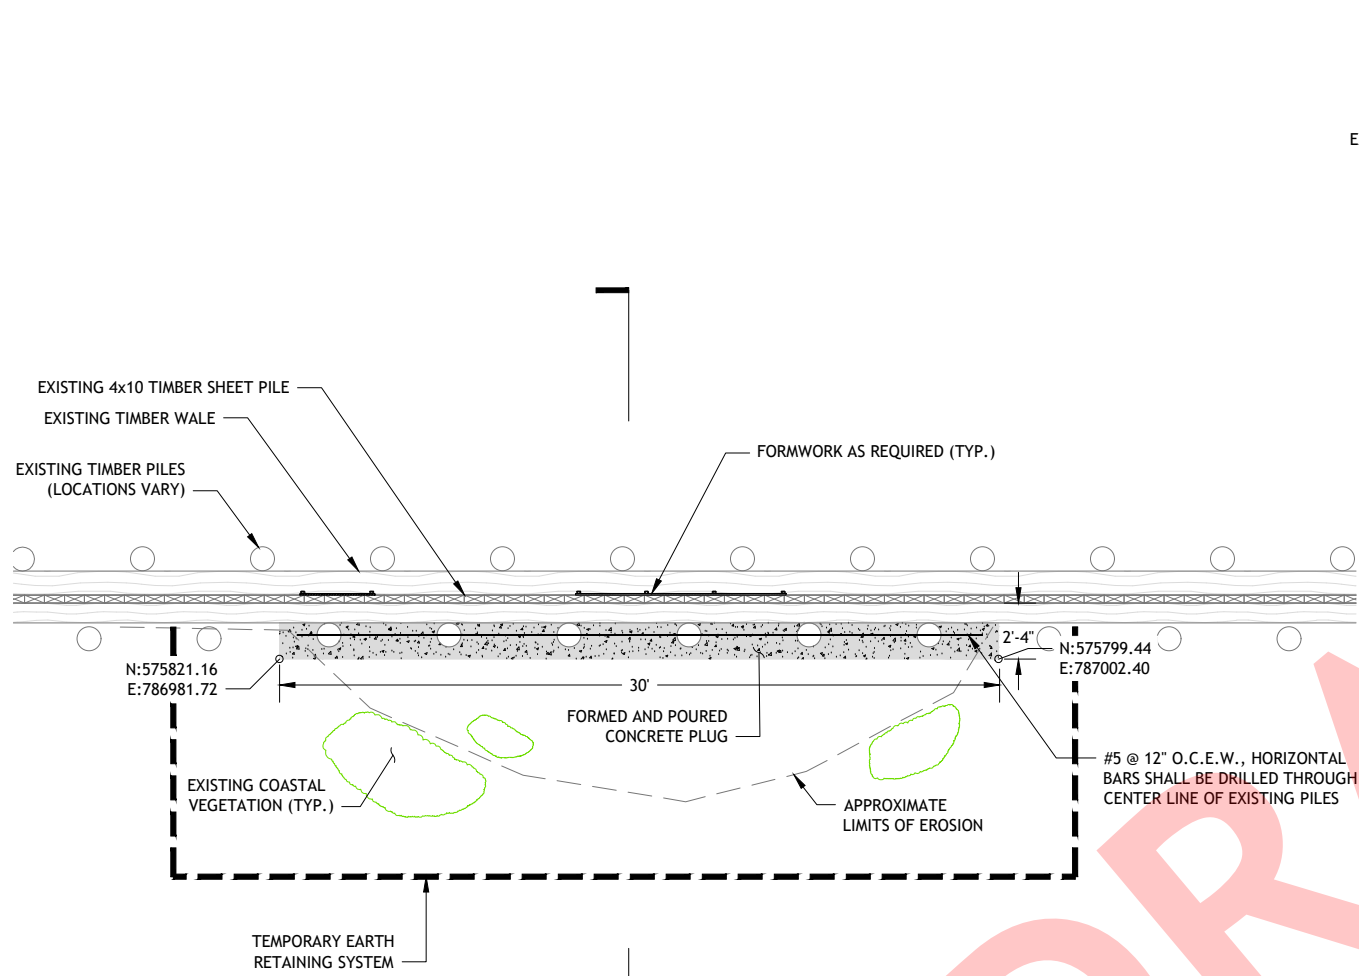 E
EXISTING 4x10 TIMBER SHEET PILE
EXISTING TIMBER WALE
FORMWORK AS REQUIRED (TYP.)
EXISTING TIMBER PILES
(LOCATIONS VARY)
2'-4"
N:575821.16
E:786981.72
N:575799.44
E:787002.40
30'
FORMED AND POURED
CONCRETE PLUG
#5 @ 12" O.C.E.W., HORIZONTAL
BARS SHALL BE DRILLED THROUGH
CENTER LINE OF EXISTING PILES
EXISTING COASTAL
VEGETATION (TYP.)
APPROXIMATE
LIMITS OF EROSION
TEMPORARY EARTH
RETAINING SYSTEM